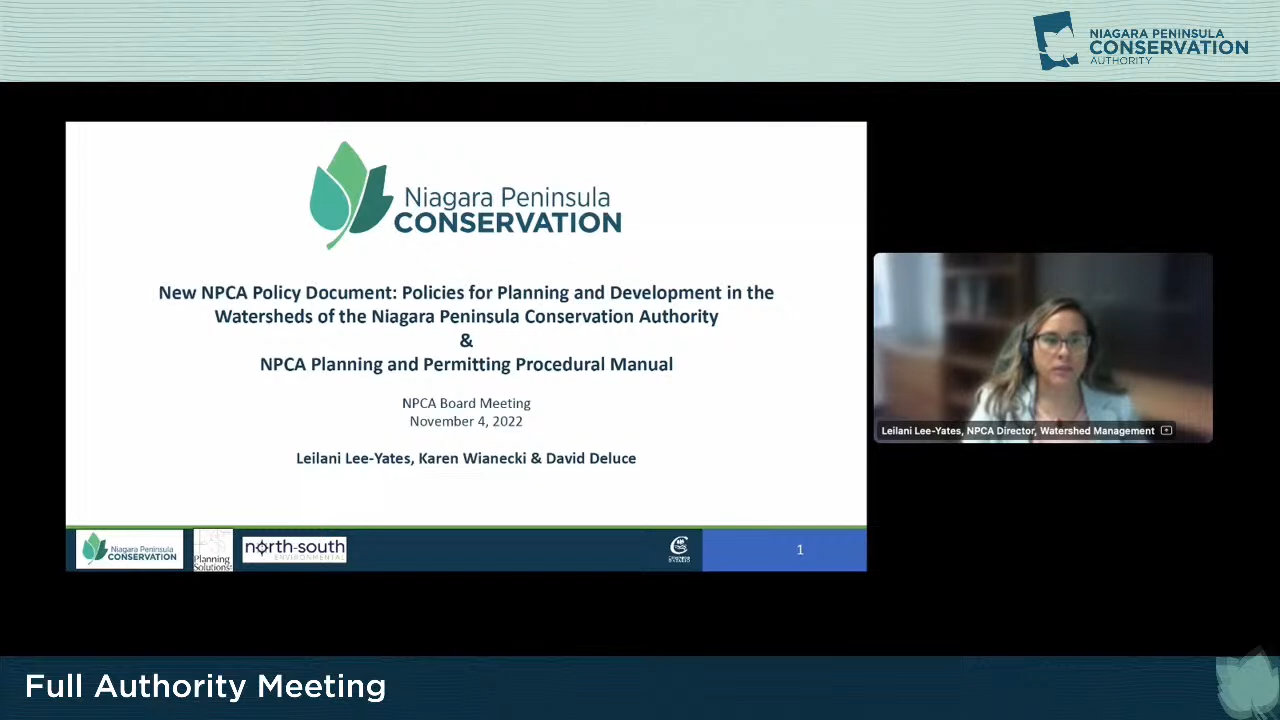 NIAGARA PENINSULA
CONSERVATION
AUTHORITY
Niagara Peninsula
CONSERVATION
New NPCA Policy Document: Policies for Planning and Development in the
Watersheds of the Niagara Peninsula Conservation Authority
&
NPCA Planning and Permitting Procedural Manual
NPCA Board Meeting
November 4, 2022
Leilani Lee-Yates, Karen Wianecki & David Deluce
Leilani Lee-Yates, NPCA Director, Watershed Management
Niagara Peninsula
CONSERVATION
Planning
Solutions
north-south
ENVIRONMENTAL
1
Full Authority Meeting